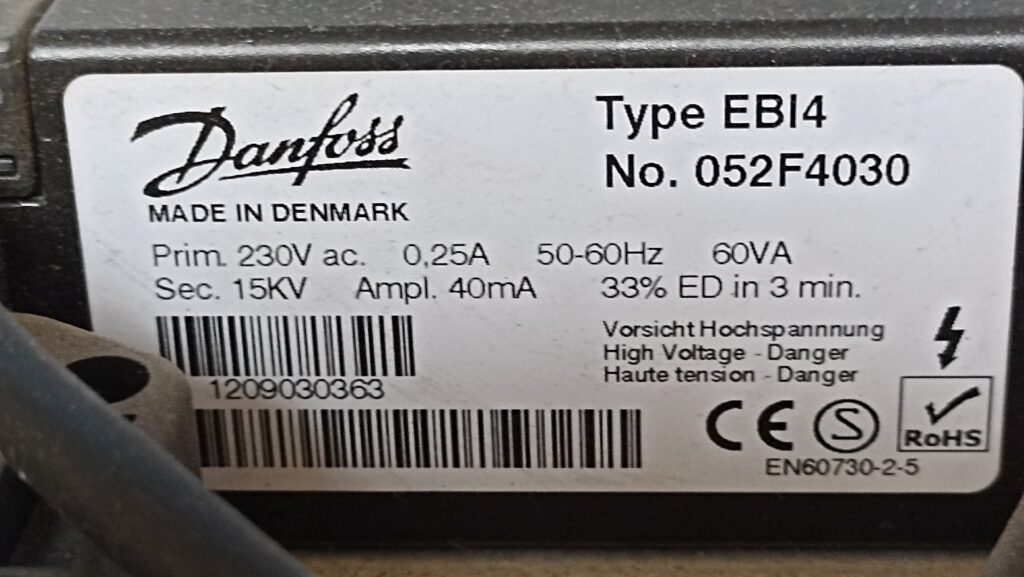 Danfoss
MADE IN DENMARK
Type EBI4
No. 052F4030
Prim. 230V ac. 0,25A 50-60Hz 60VA
Sec. 15KV Ampl. 40mA 33% ED in 3 min.
Vorsicht Hochspannnung
High Voltage - Danger
Haute tension - Danger
1209030363
CE S RoHS
EN60730-2-5